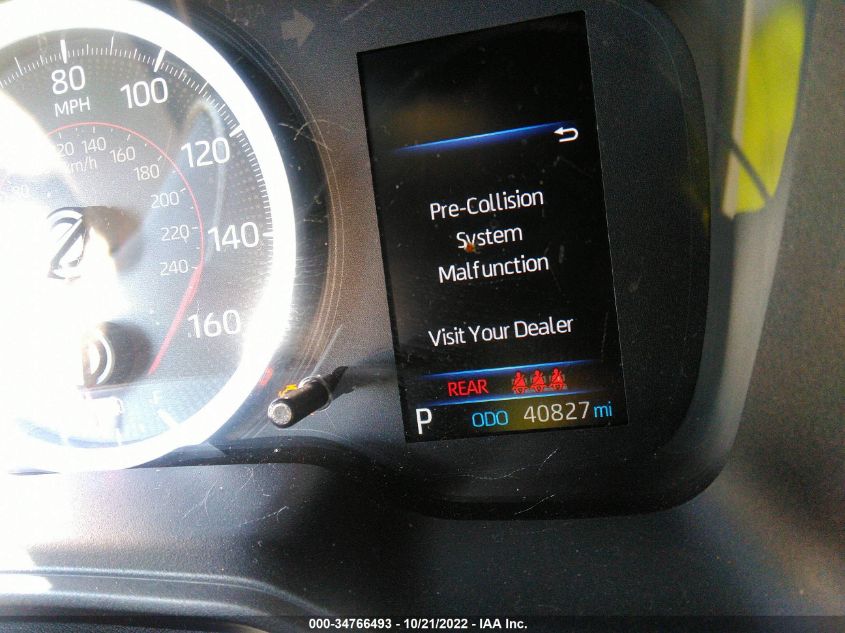 80
MPH
100
120
140
160
120 140
km/h
160
180
200
220
240
Pre-Collision
System
Malfunction
Visit Your Dealer
REAR
P ODO 40827 mi
000-34766493 - 10/21/2022 - IAA Inc.